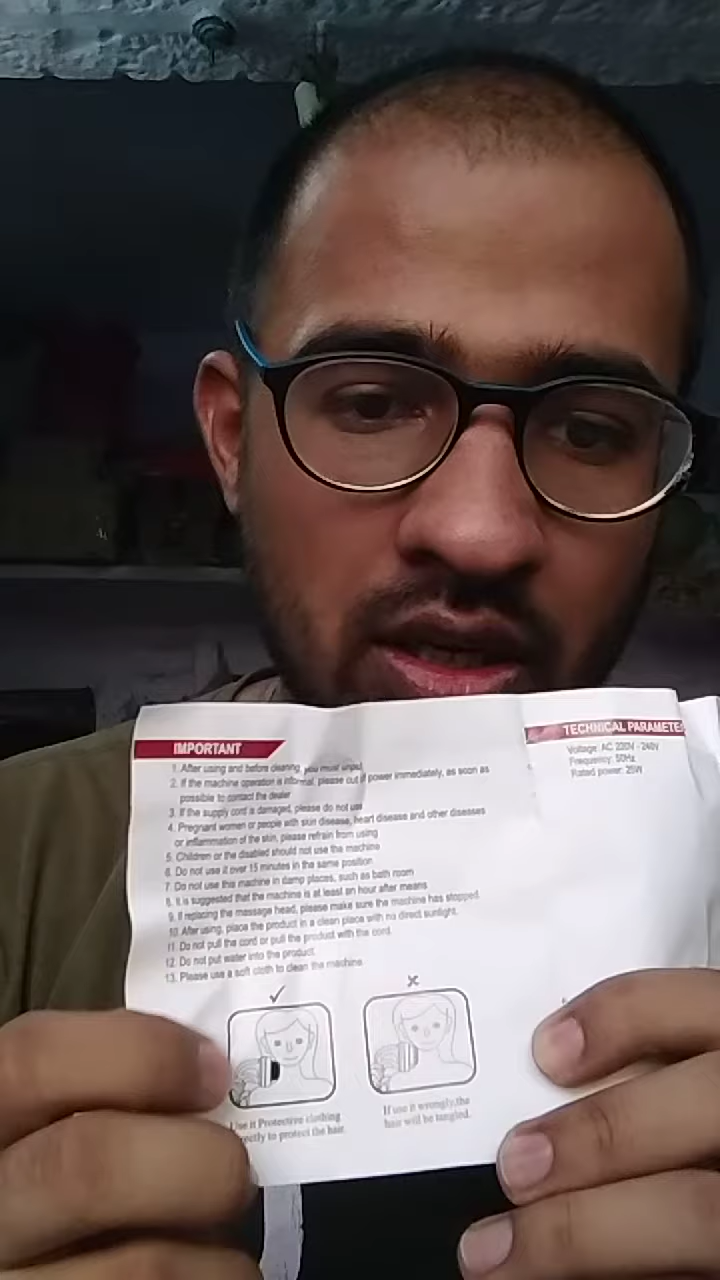 IMPORTANT
1. After using and before cleaning, you must unplug
2. If the machine operation is informal, please cut of power immediately, as soon as
possible to contact the dealer
3. If the supply cord is damaged, please do not use
4. Pregnant women or people with skin disease, heart disease and other diseases
or inflammation of the skin, please refrain from using
5. Children or the disabled should not use the machine
6. Do not use it over 15 minutes in the same position
7. Do not use this machine in damp places, such as bath room
8. It is suggested that the machine is at least an hour after means
9. If replacing the massage head, please make sure the machine has stopped.
10. After using, place the product in a clean place with no direct sunlight.
11. Do not pull the cord or pull the product with the cord.
12. Do not put water into the product.
13. Please use a soft cloth to clean the machine
Use it Protective clothing
to protect the hair.
If use it wrongly,the
hair will be tangled.
TECHNICAL PARAMETE
Voltage: AC 220V - 240V
Frequency: 50Hz
Rated power: 25W